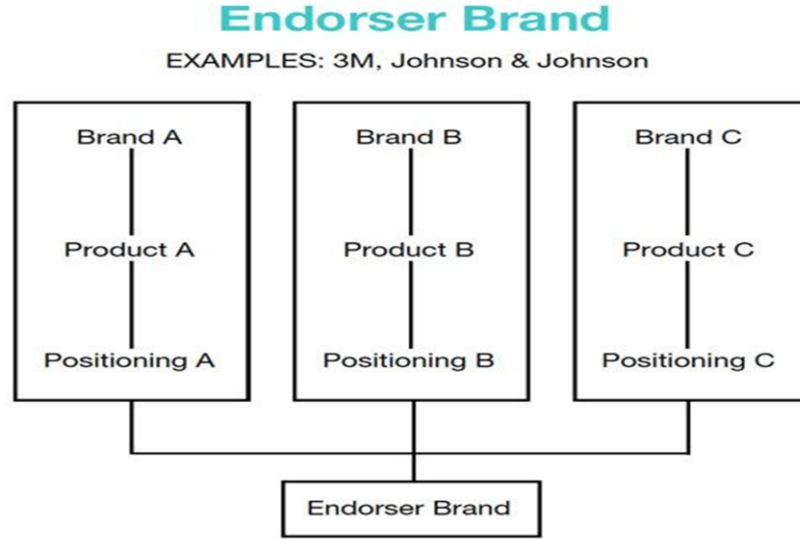 Endorser Brand
EXAMPLES: 3M, Johnson & Johnson
Brand A
Product A
Positioning A
Brand B
Product B
Positioning B
Brand C
Product C
Positioning C
Endorser Brand